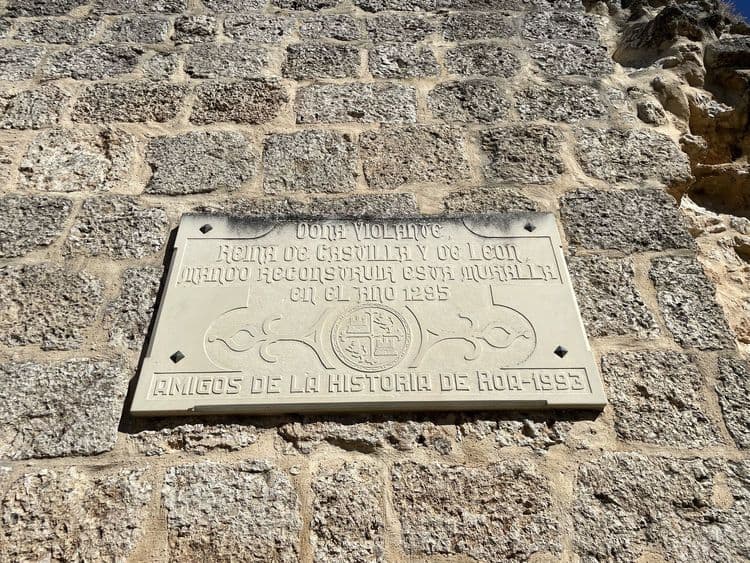 DOÑA VIOLANTE,
REINA DE CASTILLA Y DE LEON,
MANDO RECONSTRUIR ESTA MURALLA
EN EL AÑO 1295
AMIGOS DE LA HISTORIA DE ROA-1993